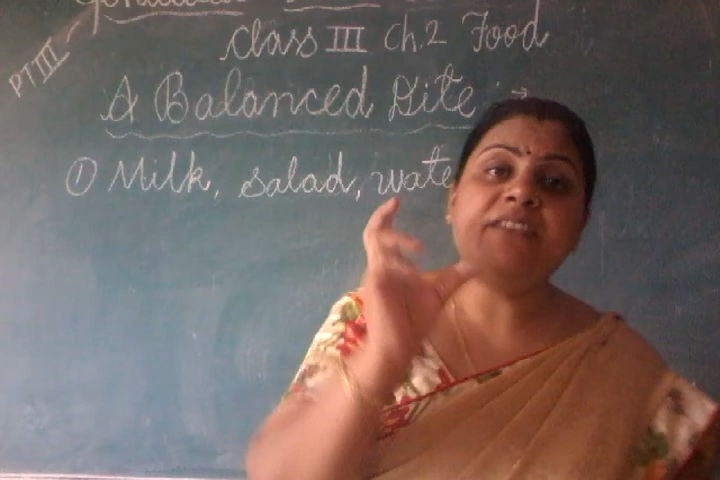 PT III
Class III Ch.2 Food
A Balanced Dite :→
① Milk, salad, wate